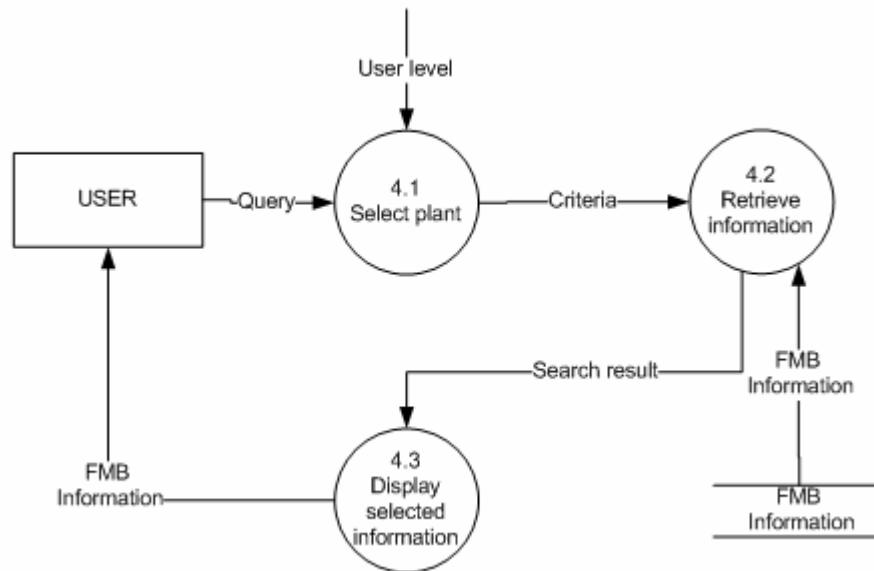 User level
USER
Query
4.1
Select plant
Criteria
4.2
Retrieve
information
Search result
FMB
Information
4.3
Display
selected
information
FMB
Information
FMB
Information